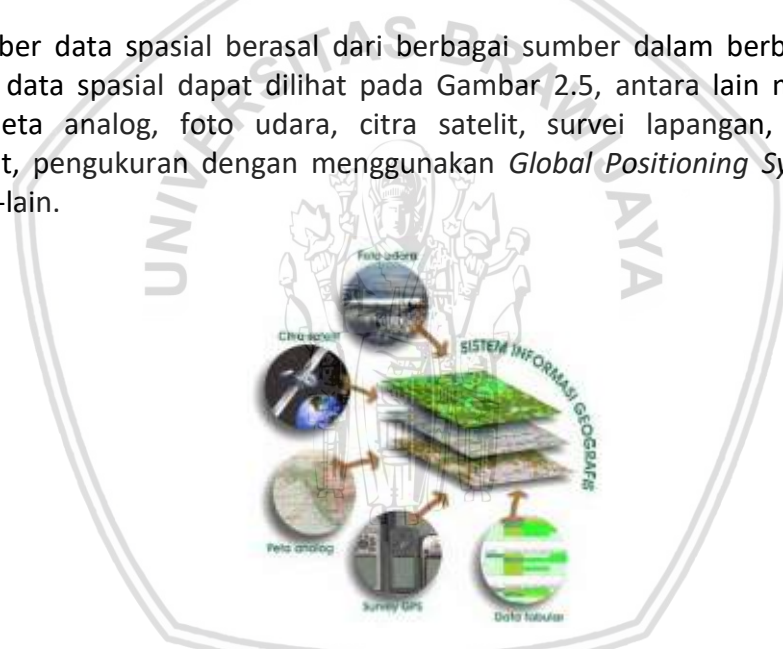 ber data spasial berasal dari berbagai sumber dalam berb
data spasial dapat dilihat pada Gambar 2.5, antara lain
eta analog, foto udara, citra satelit, survei lapangan,
t, pengukuran dengan menggunakan Global Positioning Sy
-lain.
UNIVERSITAS BRAWIJAYA
Foto udara
Citra satelit
SISTEM INFORMASI GEOGRAFIS
Peta analog
Survey GPS
Data tabular